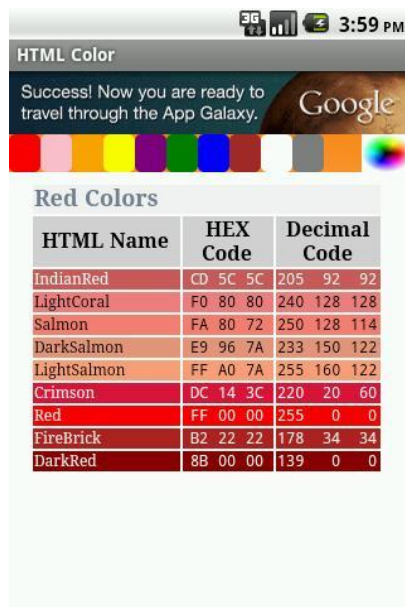 3G 3:59 PM
HTML Color
Success! Now you are ready to
travel through the App Galaxy.
Google
Red Colors
HTML Name HEX Code Decimal Code
IndianRed CD 5C 5C 205 92 92
LightCoral F0 80 80 240 128 128
Salmon FA 80 72 250 128 114
DarkSalmon E9 96 7A 233 150 122
LightSalmon FF A0 7A 255 160 122
Crimson DC 14 3C 220 20 60
Red FF 00 00 255 0 0
FireBrick B2 22 22 178 34 34
DarkRed 8B 00 00 139 0 0